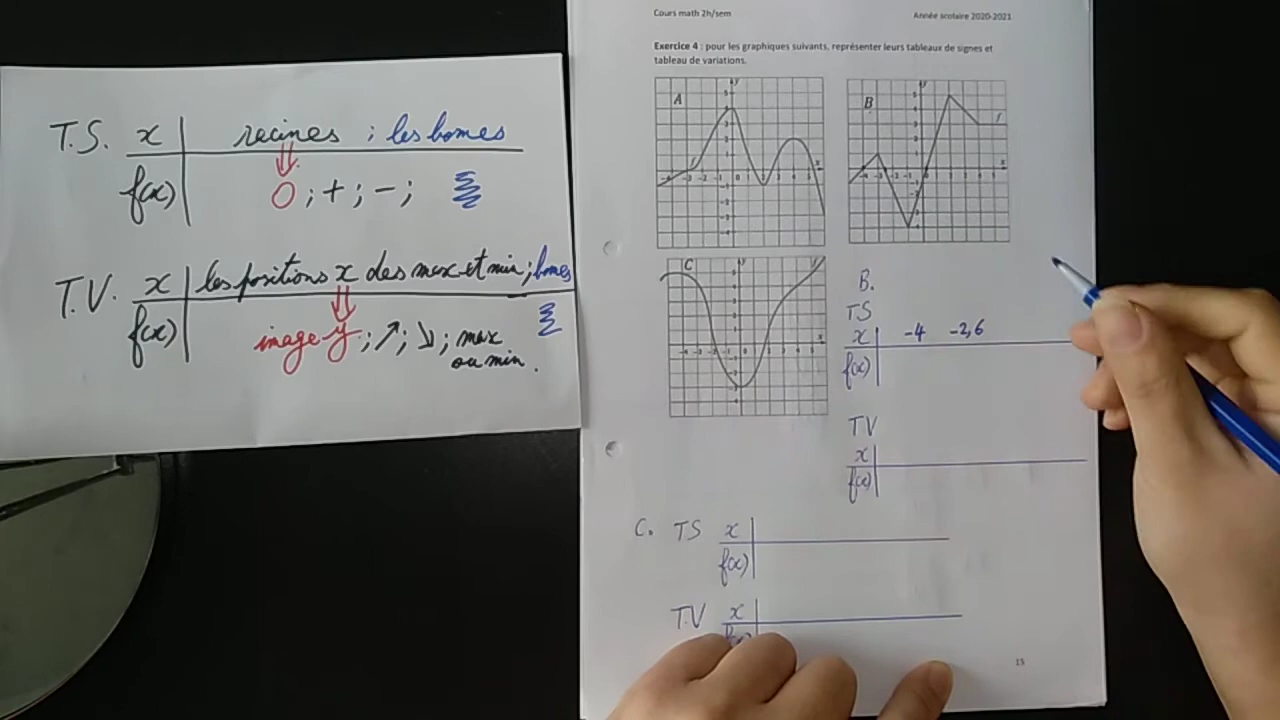 T.S. x racines ; les bornes
f(x) 0 ; + ; - ;
T.V. x les positions x des max et min ; bornes
f(x) image y ; ↗ ; ↘ ; max
ou min.
Cours math 2h/sem
Année scolaire 2020-2021
Exercice 4 : pour les graphiques suivants, représenter leurs tableaux de signes et
tableau de variations.
A
B
C
B.
TS
x -4 -2,6
f(x)
TV
x
f(x)
C. TS x
f(x)
T.V x
15